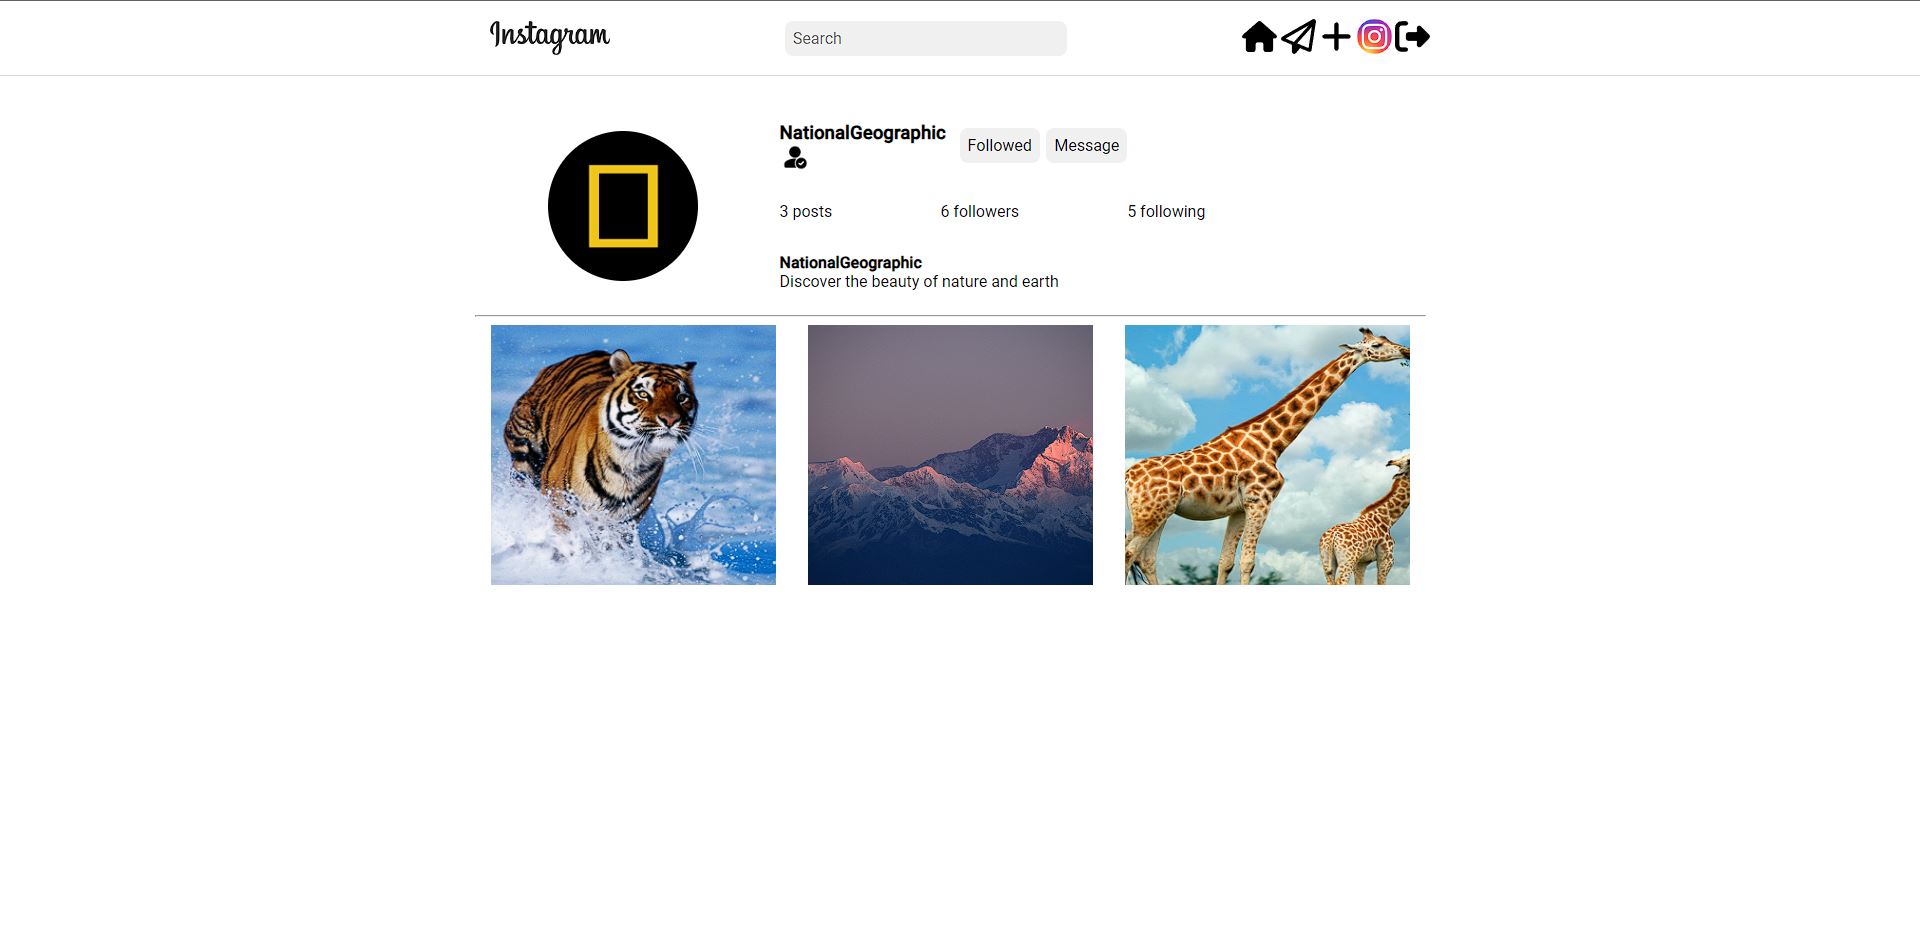 Instagram
Search
NationalGeographic
Followed
Message
3 posts
6 followers
5 following
NationalGeographic
Discover the beauty of nature and earth